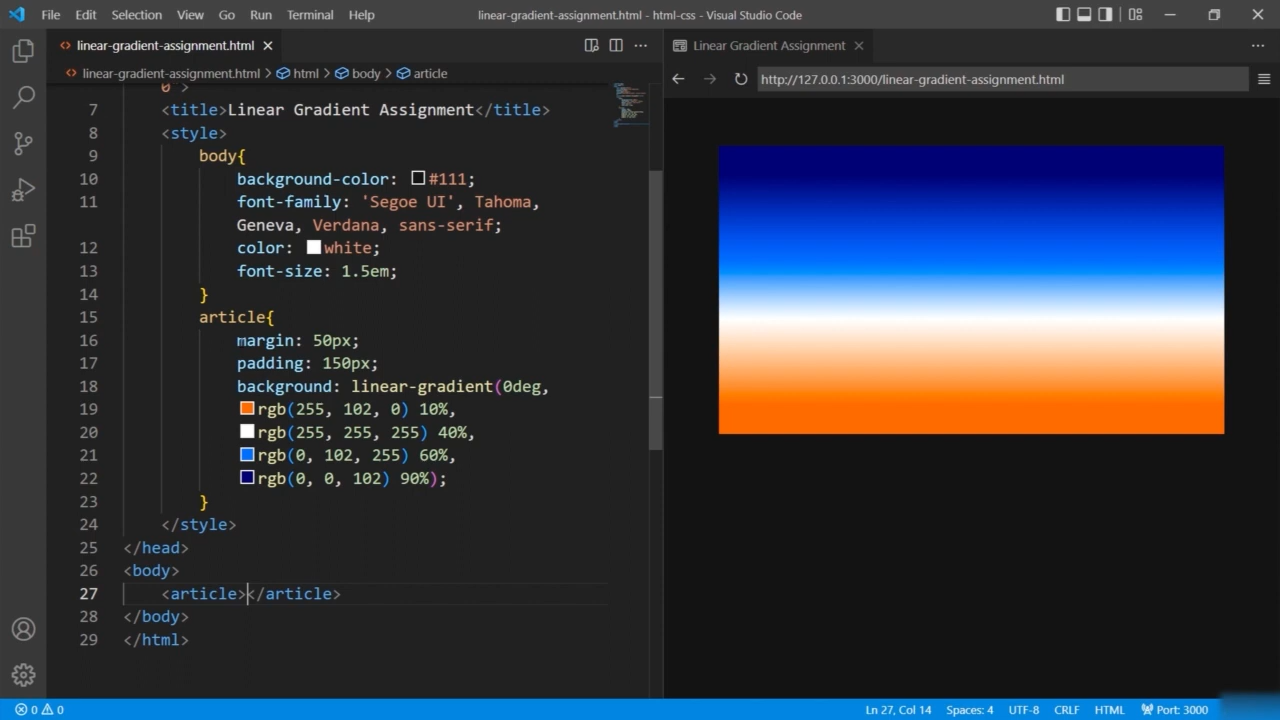 File Edit Selection View Go Run Terminal Help
linear-gradient-assignment.html - html-css - Visual Studio Code
linear-gradient-assignment.html
linear-gradient-assignment.html > html > body > article
0">
7 <title>Linear Gradient Assignment</title>
8 <style>
9 body{
10 background-color: #111;
11 font-family: 'Segoe UI', Tahoma,
Geneva, Verdana, sans-serif;
12 color: white;
13 font-size: 1.5em;
14 }
15 article{
16 margin: 50px;
17 padding: 150px;
18 background: linear-gradient(0deg,
19 rgb(255, 102, 0) 10%,
20 rgb(255, 255, 255) 40%,
21 rgb(0, 102, 255) 60%,
22 rgb(0, 0, 102) 90%);
23 }
24 </style>
25 </head>
26 <body>
27 <article></article>
28 </body>
29 </html>
Linear Gradient Assignment
http://127.0.0.1:3000/linear-gradient-assignment.html
0 0
Ln 27, Col 14 Spaces: 4 UTF-8 CRLF HTML Port: 3000